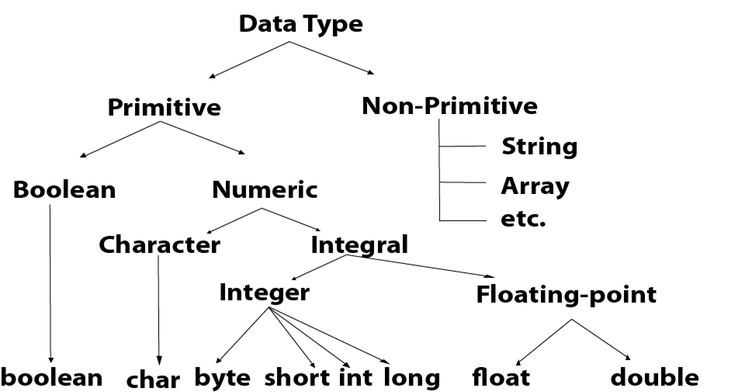 Data Type
Primitive
Non-Primitive
String
Array
etc.
Boolean
Numeric
Character
Integral
Integer
Floating-point
boolean
char
byte
short
int
long
float
double